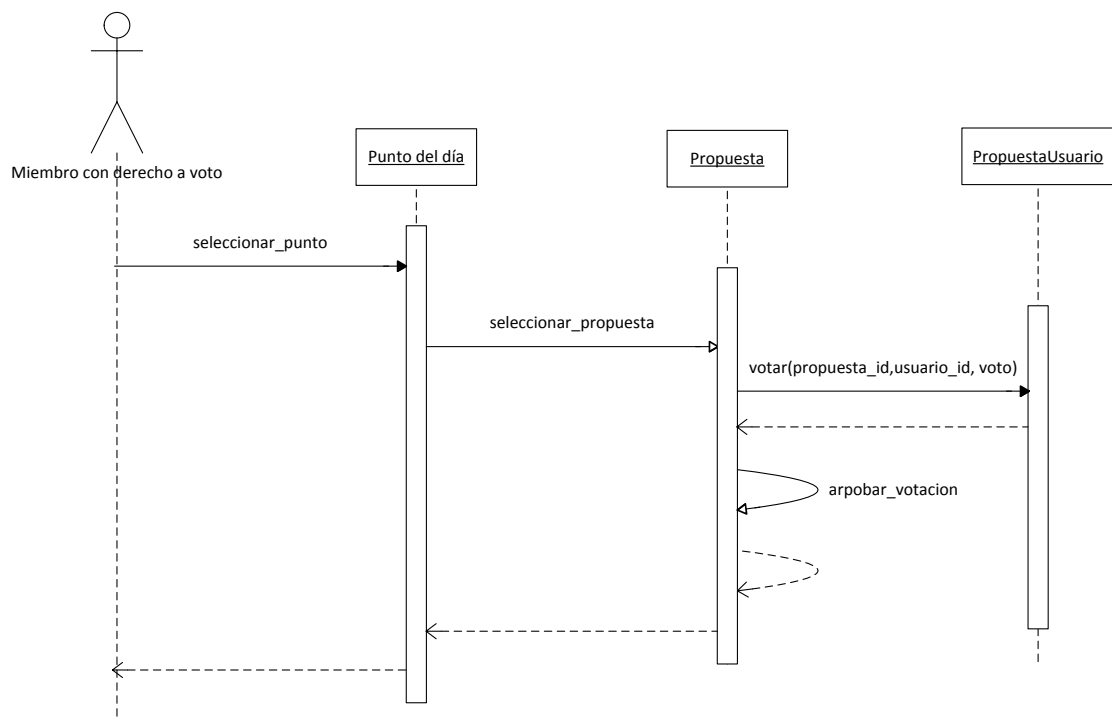 Miembro con derecho a voto
Punto del día
Propuesta
PropuestaUsuario
seleccionar_punto
seleccionar_propuesta
votar(propuesta_id,usuario_id, voto)
arpobar_votacion